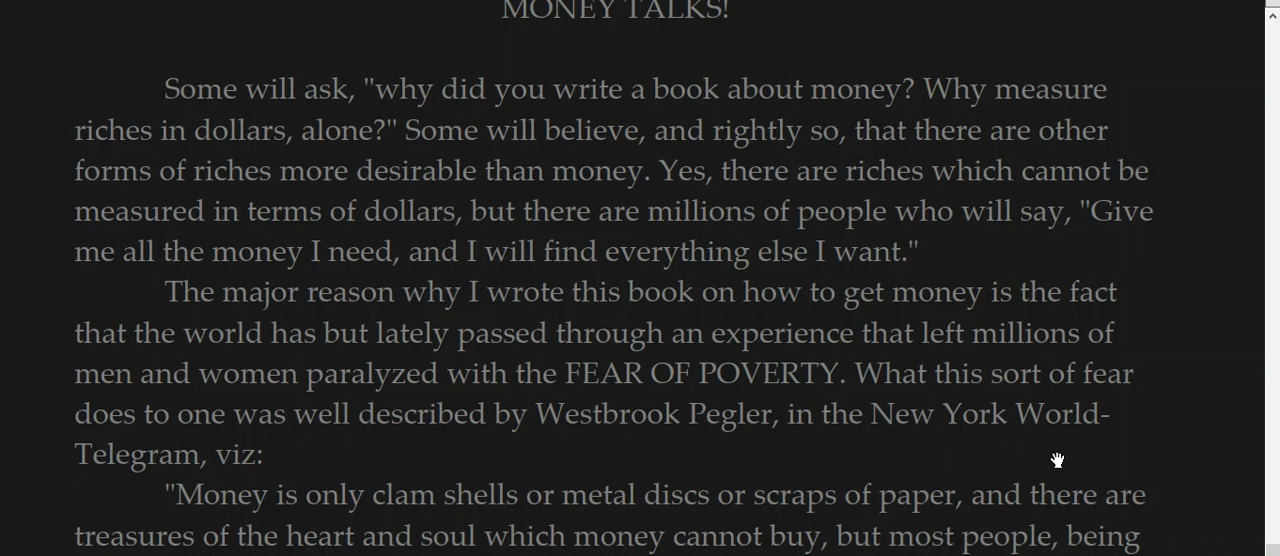 MONEY TALKS!
Some will ask, "why did you write a book about money? Why measure
riches in dollars, alone?" Some will believe, and rightly so, that there are other
forms of riches more desirable than money. Yes, there are riches which cannot be
measured in terms of dollars, but there are millions of people who will say, "Give
me all the money I need, and I will find everything else I want."
The major reason why I wrote this book on how to get money is the fact
that the world has but lately passed through an experience that left millions of
men and women paralyzed with the FEAR OF POVERTY. What this sort of fear
does to one was well described by Westbrook Pegler, in the New York World-
Telegram, viz:
"Money is only clam shells or metal discs or scraps of paper, and there are
treasures of the heart and soul which money cannot buy, but most people, being